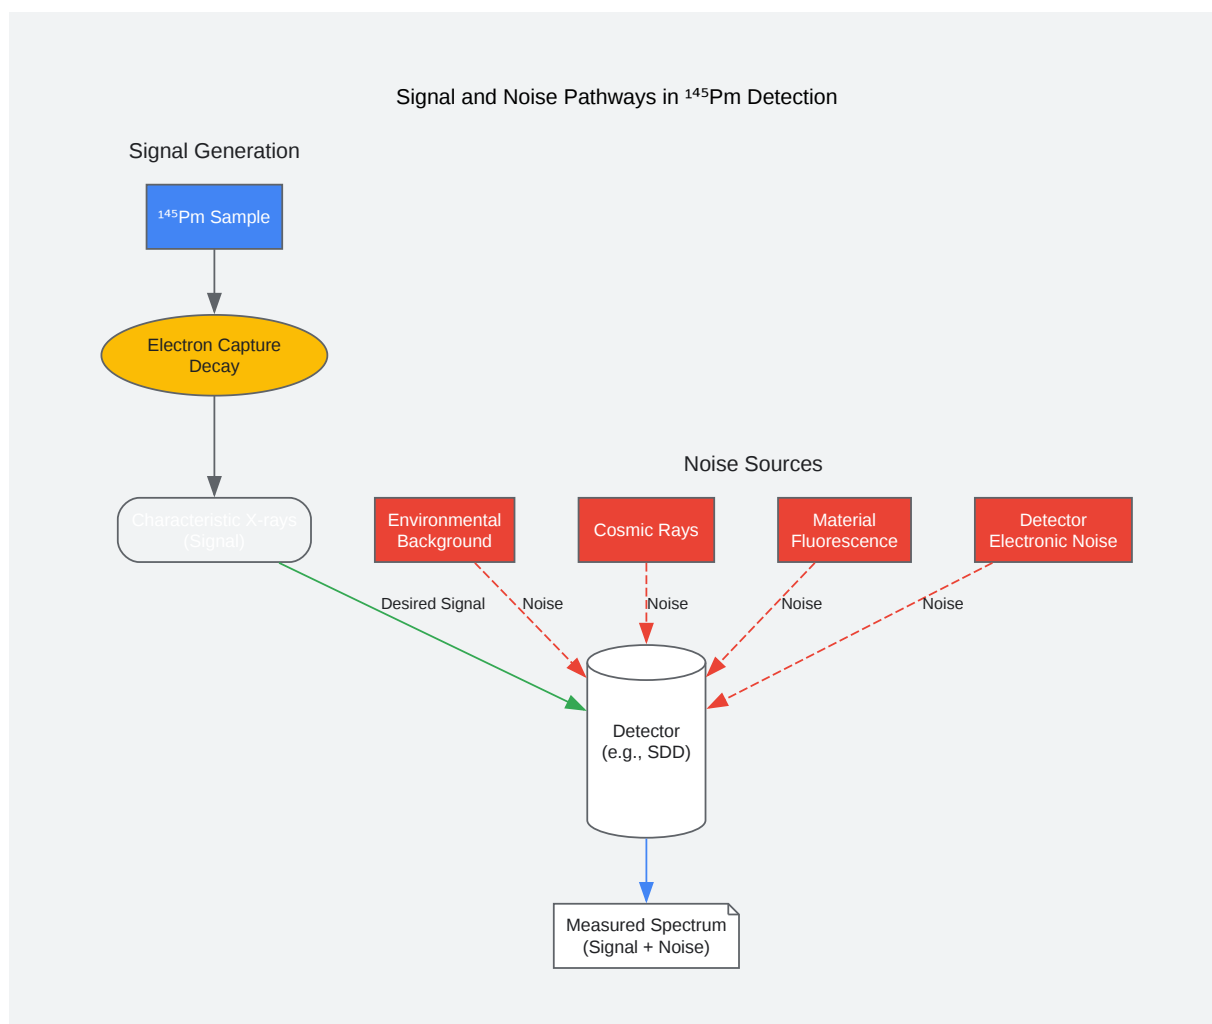 Signal and Noise Pathways in ¹⁴⁵Pm Detection
Signal Generation
¹⁴⁵Pm Sample
Electron Capture
Decay
Noise Sources
Characteristic X-rays
(Signal)
Environmental
Background
Cosmic Rays
Material
Fluorescence
Detector
Electronic Noise
Desired Signal
Noise
Noise
Noise
Noise
Detector
(e.g., SDD)
Measured Spectrum
(Signal + Noise)